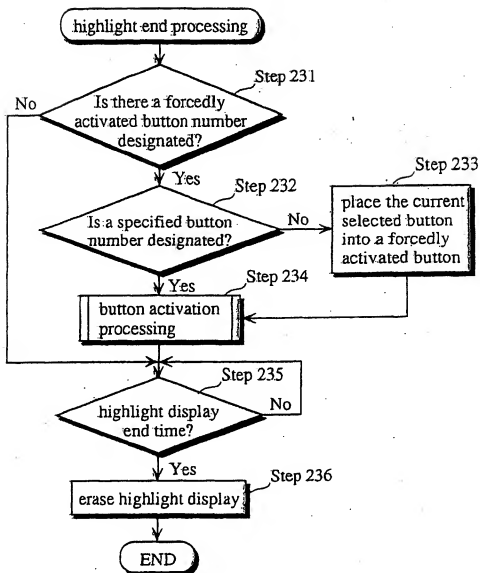 highlight end processing
Step 231
No
Is there a forcedly
activated button number
designated?
Yes
Step 232
Step 233
Is a specified button
number designated?
No
place the current
selected button
into a forcedly
activated button
Yes
Step 234
button activation
processing
Step 235
highlight display
end time?
No
Yes
Step 236
erase highlight display
END